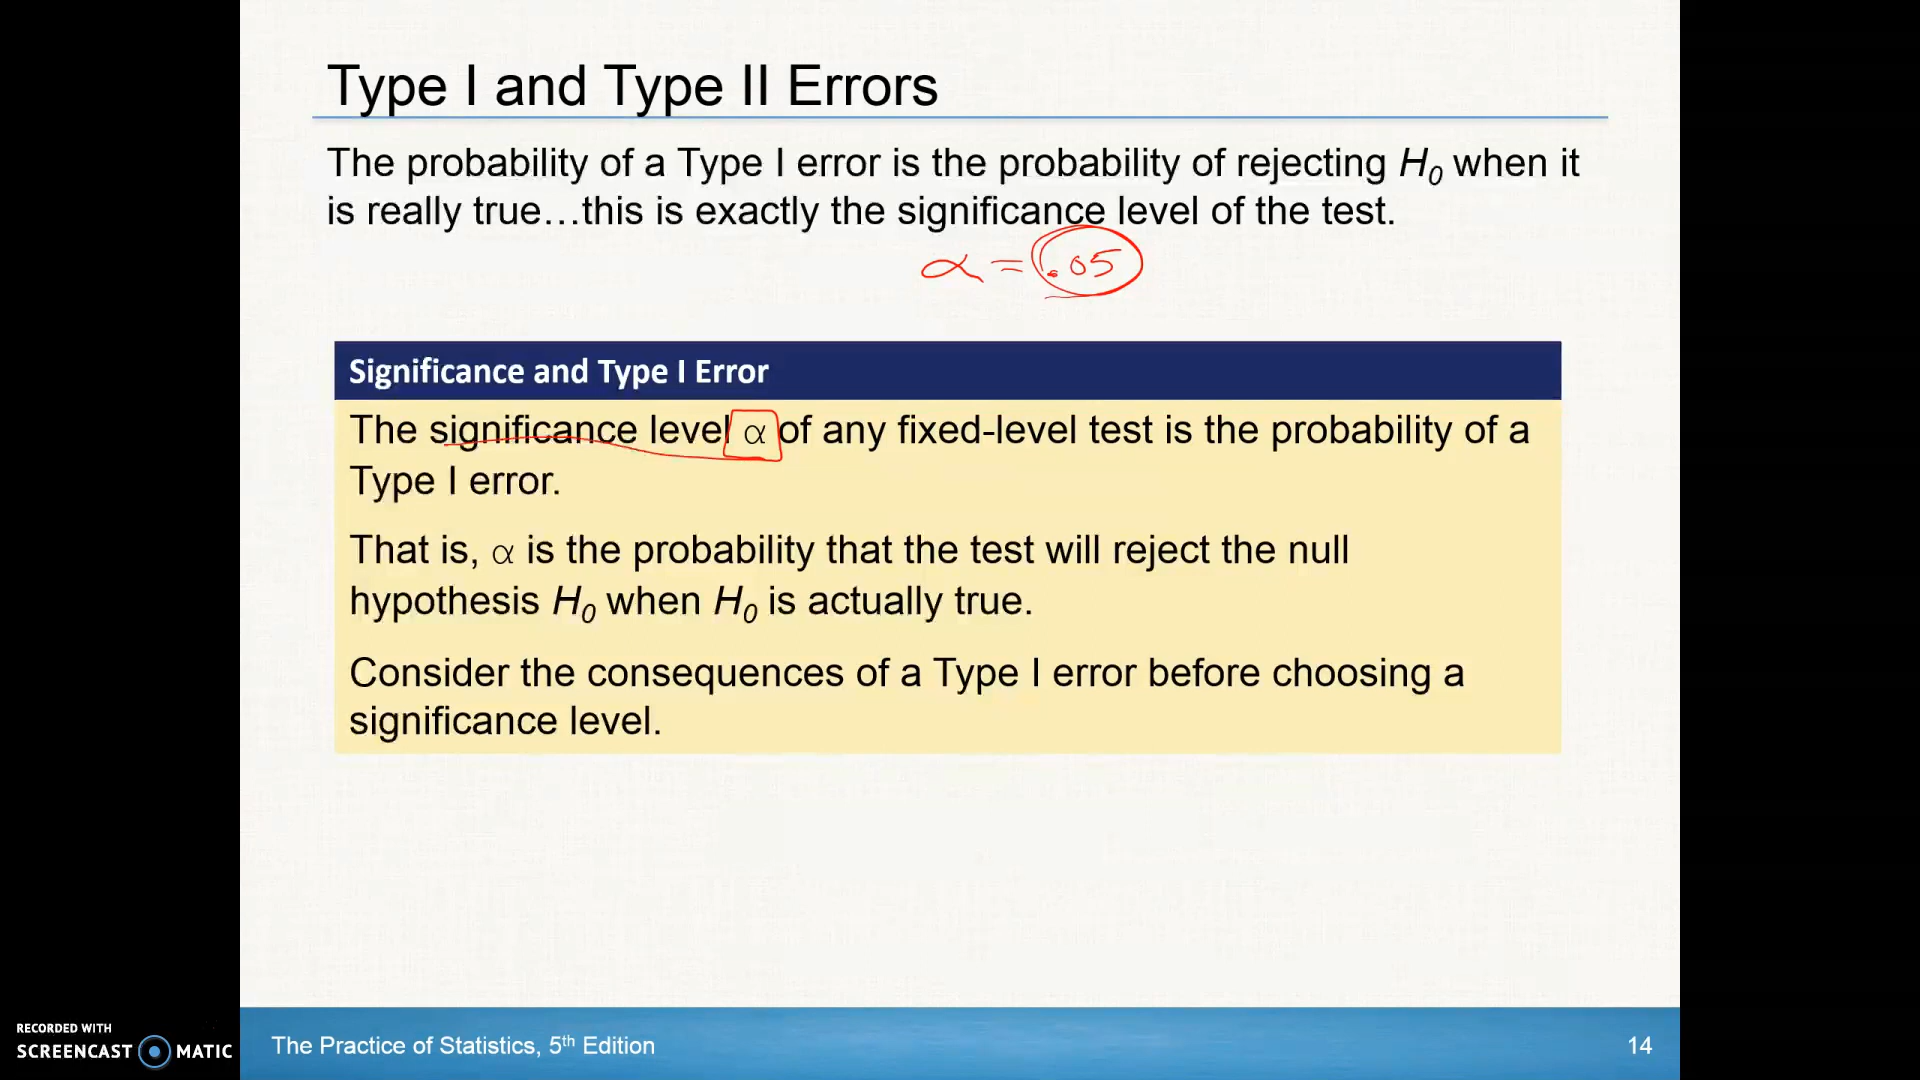 Type I and Type II Errors
The probability of a Type I error is the probability of rejecting H₀ when it
is really true…this is exactly the significance level of the test.
α = .05
Significance and Type I Error
The significance level α of any fixed-level test is the probability of a
Type I error.
That is, α is the probability that the test will reject the null
hypothesis H₀ when H₀ is actually true.
Consider the consequences of a Type I error before choosing a
significance level.
RECORDED WITH
SCREENCAST MATIC
The Practice of Statistics, 5th Edition
14